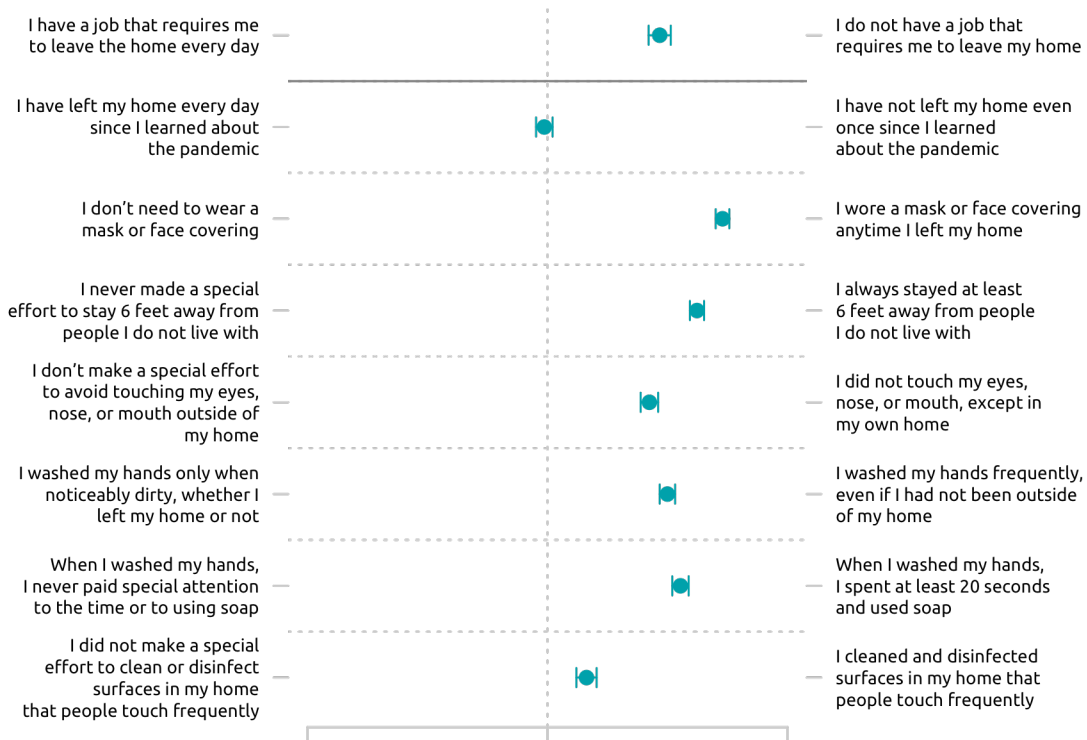 I have a job that requires me
to leave the home every day
I do not have a job that
requires me to leave my home
I have left my home every day
since I learned about
the pandemic
I have not left my home even
once since I learned
about the pandemic
I don’t need to wear a
mask or face covering
I wore a mask or face covering
anytime I left my home
I never made a special
effort to stay 6 feet away from
people I do not live with
I always stayed at least
6 feet away from people
I do not live with
I don’t make a special effort
to avoid touching my eyes,
nose, or mouth outside of
my home
I did not touch my eyes,
nose, or mouth, except in
my own home
I washed my hands only when
noticeably dirty, whether I
left my home or not
I washed my hands frequently,
even if I had not been outside
of my home
When I washed my hands,
I never paid special attention
to the time or to using soap
When I washed my hands,
I spent at least 20 seconds
and used soap
I did not make a special
effort to clean or disinfect
surfaces in my home
that people touch frequently
I cleaned and disinfected
surfaces in my home that
people touch frequently